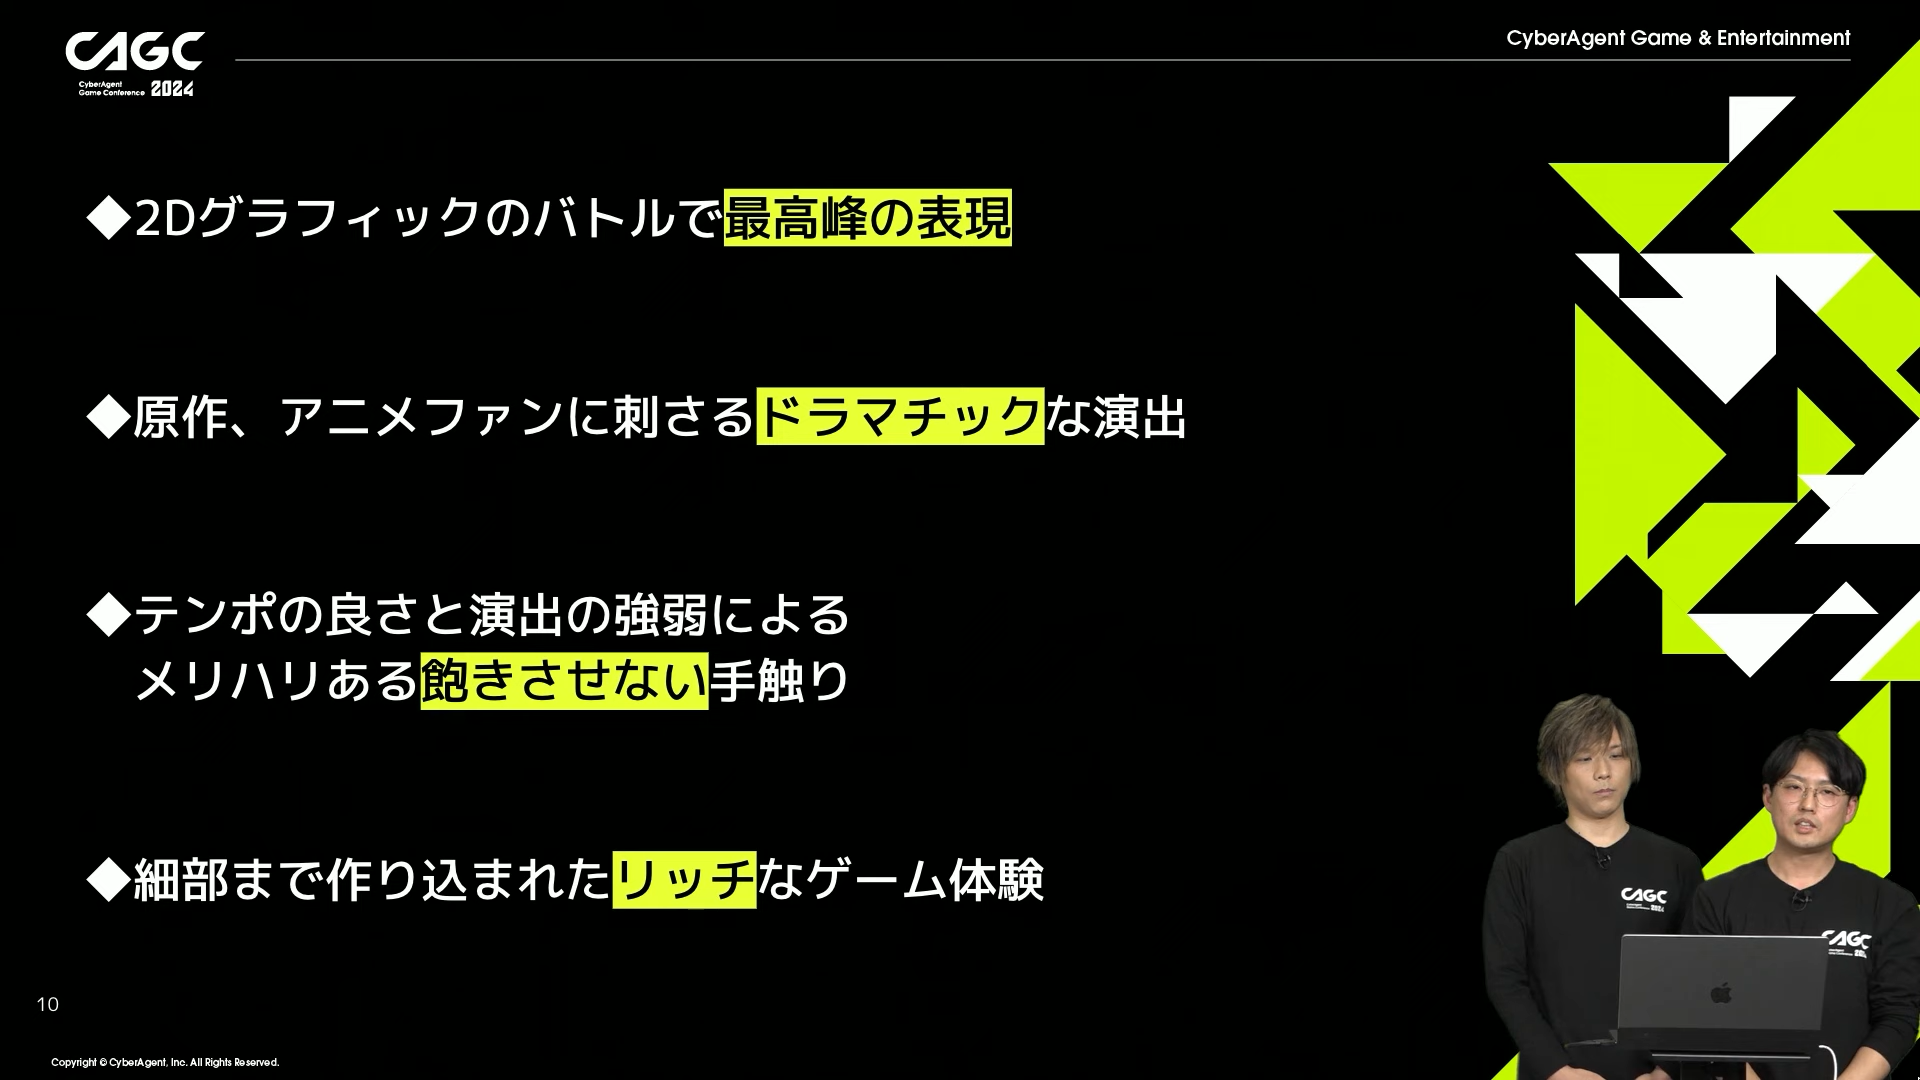 CAGC
CyberAgent
Game Conference 2024
CyberAgent Game & Entertainment
◆2Dグラフィックのバトルで最高峰の表現
◆原作、アニメファンに刺さるドラマチックな演出
◆テンポの良さと演出の強弱による
メリハリある飽きさせない手触り
◆細部まで作り込まれたリッチなゲーム体験
CAGC
CAGC
10
Copyright © CyberAgent, Inc. All Rights Reserved.